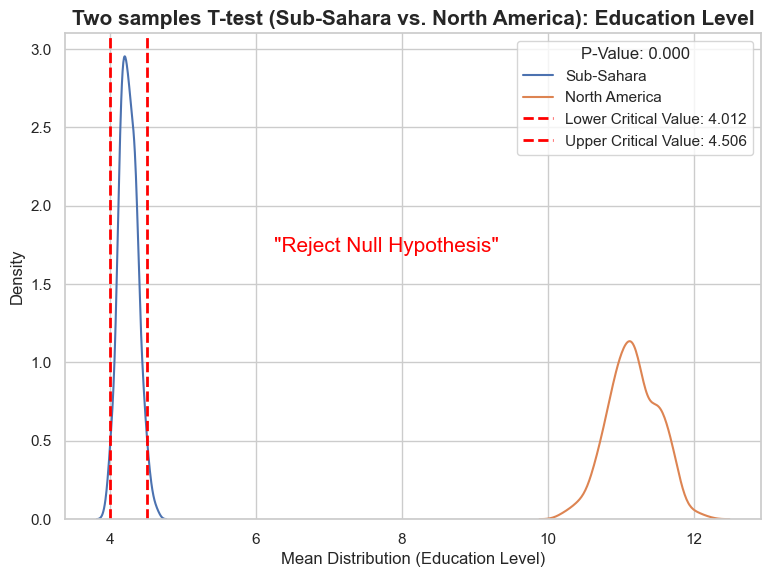 Two samples T-test (Sub-Sahara vs. North America): Education Level
P-Value: 0.000
Sub-Sahara
North America
Lower Critical Value: 4.012
Upper Critical Value: 4.506
"Reject Null Hypothesis"
Density
3.0
2.5
2.0
1.5
1.0
0.5
0.0
4 6 8 10 12
Mean Distribution (Education Level)